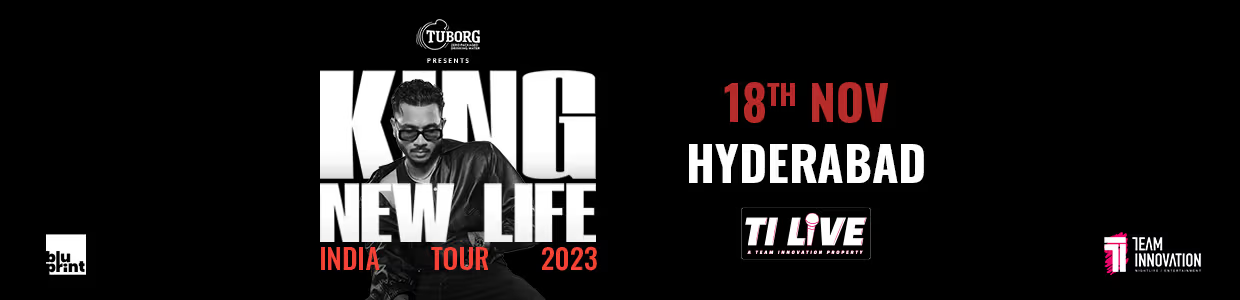 TUBORG
ZERO PACKAGED
DRINKING WATER
PRESENTS
KING
NEW LIFE
INDIA TOUR 2023
18TH NOV
HYDERABAD
TI LIVE
A TEAM INNOVATION PROPERTY
blu
print
TEAM
INNOVATION
NIGHTLIFE / ENTERTAINMENT